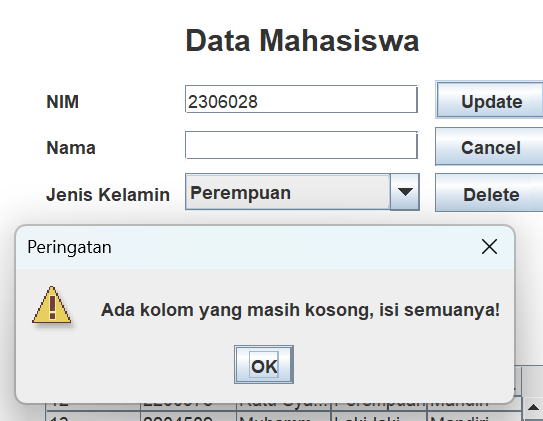 Data Mahasiswa
NIM 2306028 Update
Nama Cancel
Jenis Kelamin Perempuan Delete
Peringatan
Ada kolom yang masih kosong, isi semuanya!
OK